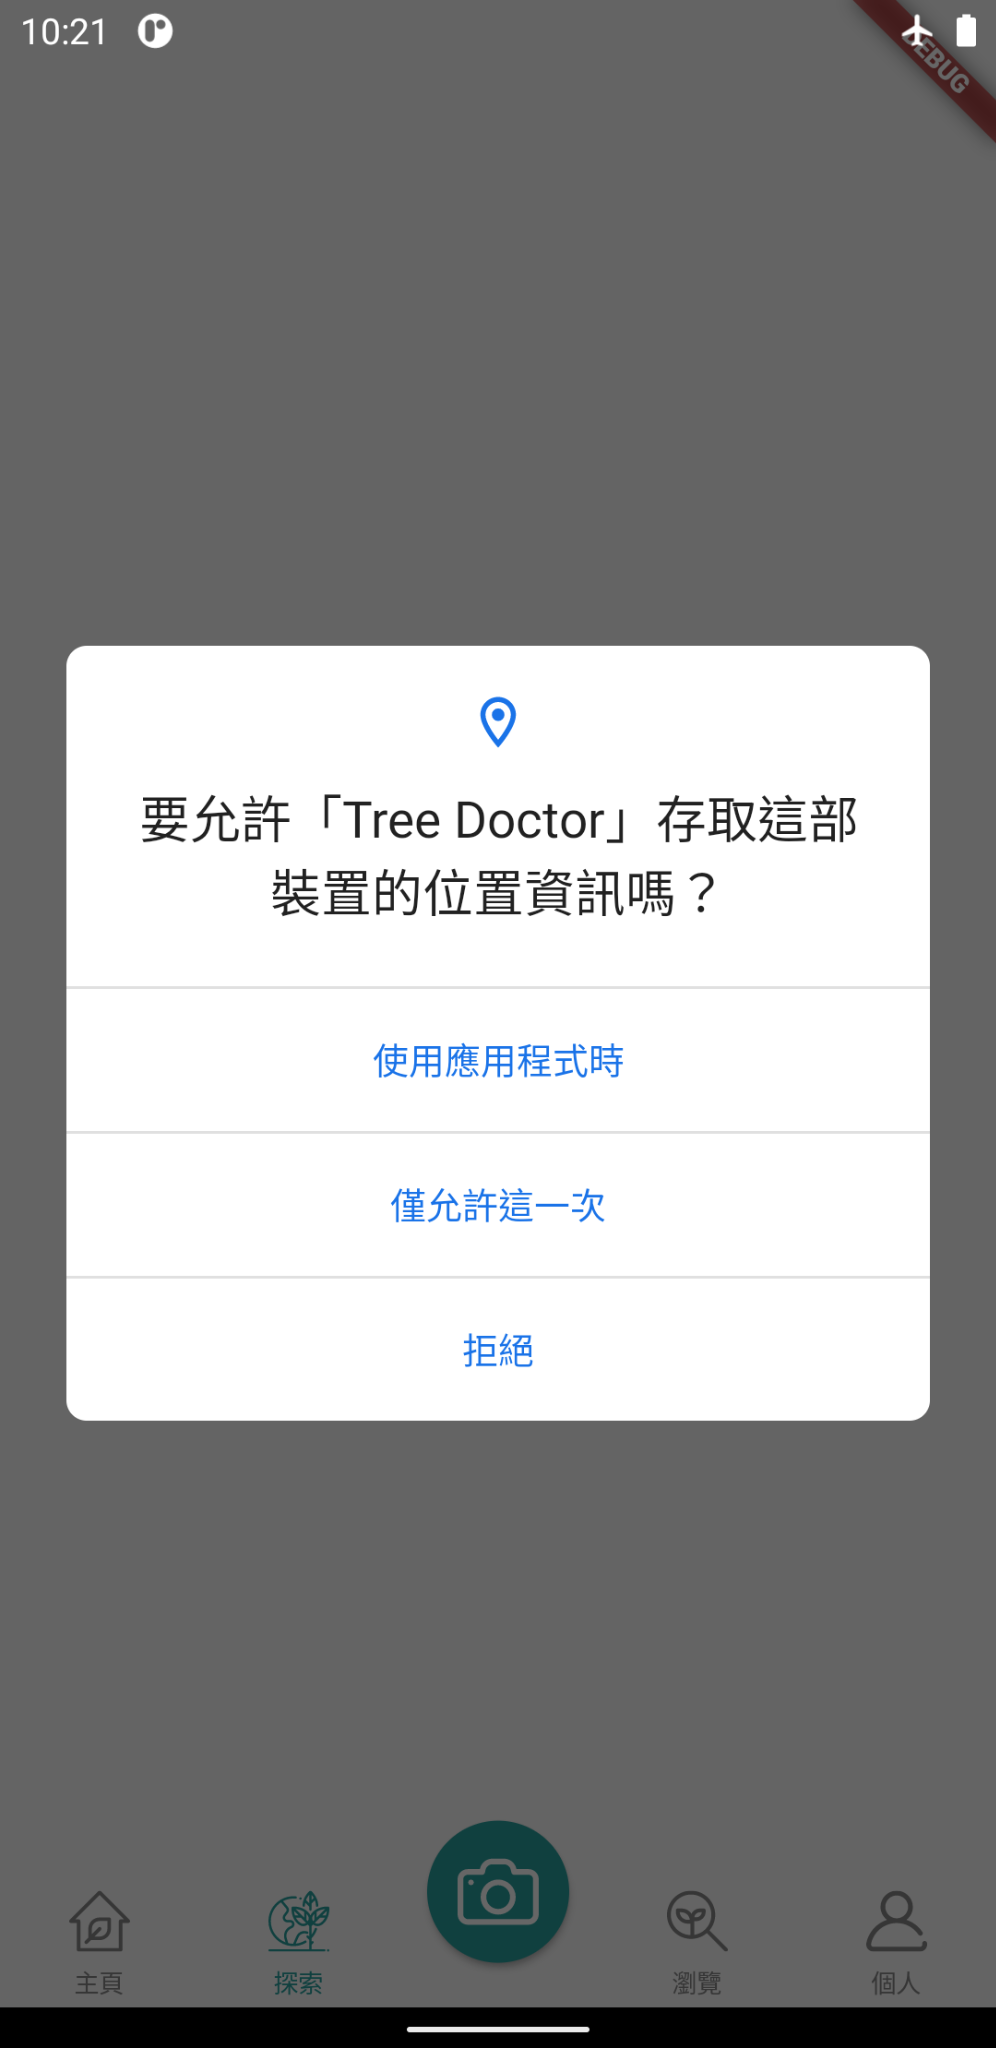 10:21
DEBUG
要允許「Tree Doctor」存取這部
裝置的位置資訊嗎？
使用應用程式時
僅允許這一次
拒絕
主頁
探索
瀏覽
個人